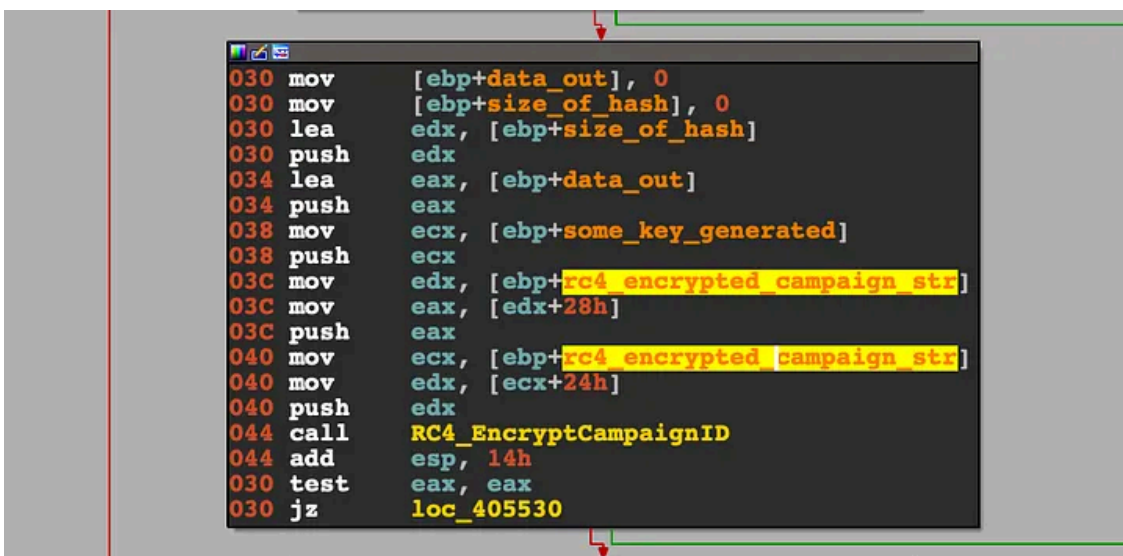 030 mov [ebp+data_out], 0
030 mov [ebp+size_of_hash], 0
030 lea edx, [ebp+size_of_hash]
030 push edx
034 lea eax, [ebp+data_out]
034 push eax
038 mov ecx, [ebp+some_key_generated]
038 push ecx
03C mov edx, [ebp+rc4_encrypted_campaign_str]
03C mov eax, [edx+28h]
03C push eax
040 mov ecx, [ebp+rc4_encrypted_campaign_str]
040 mov edx, [ecx+24h]
040 push edx
044 call RC4_EncryptCampaignID
044 add esp, 14h
030 test eax, eax
030 jz loc_405530